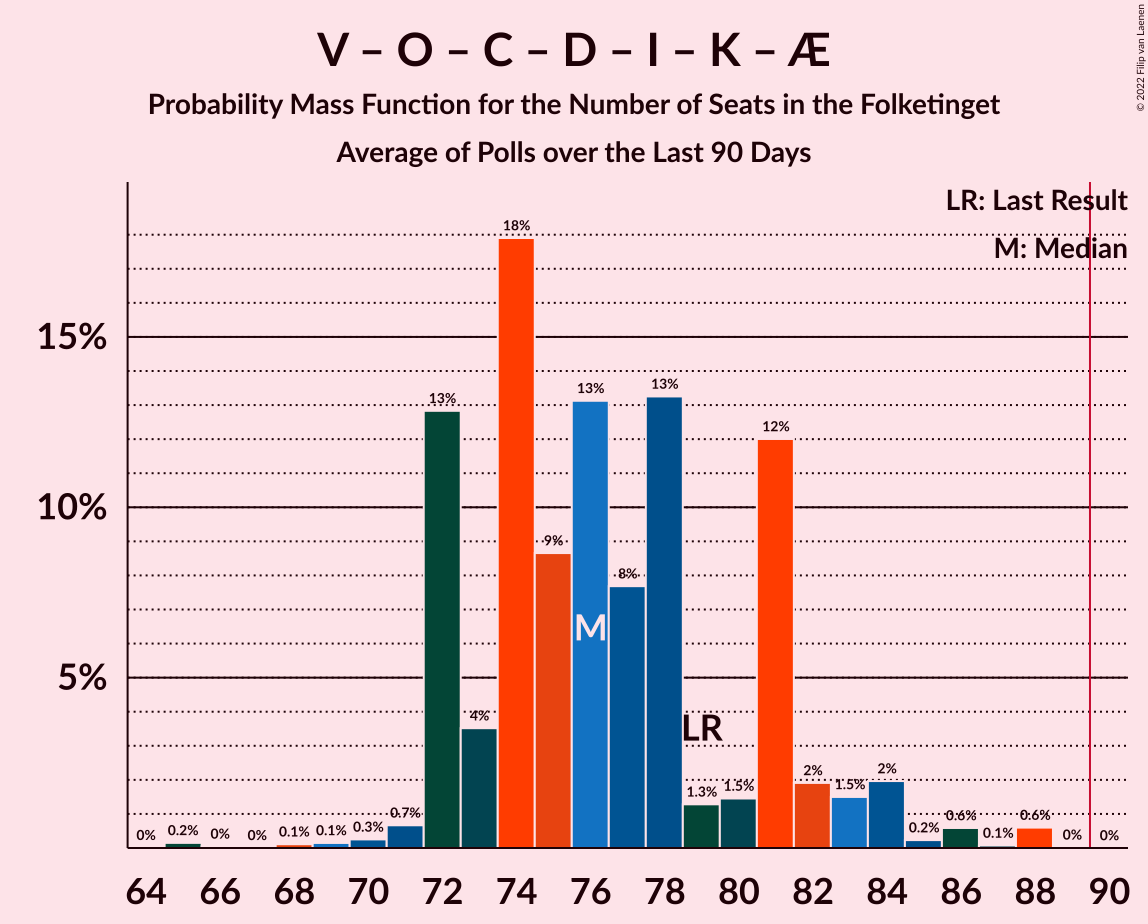 V – O – C – D – I – K – Æ
Probability Mass Function for the Number of Seats in the Folketinget
Average of Polls over the Last 90 Days
© 2022 Filip van Laenen
LR: Last Result
M: Median
15%
10%
5%
0% 0.2% 0% 0% 0.1% 0.1% 0.3% 0.7% 13% 4% 18% 9% 13% 8% 13% 1.3% 1.5% 12% 2% 1.5% 2% 0.2% 0.6% 0.1% 0.6% 0% 0%
M
LR
64 66 68 70 72 74 76 78 80 82 84 86 88 90